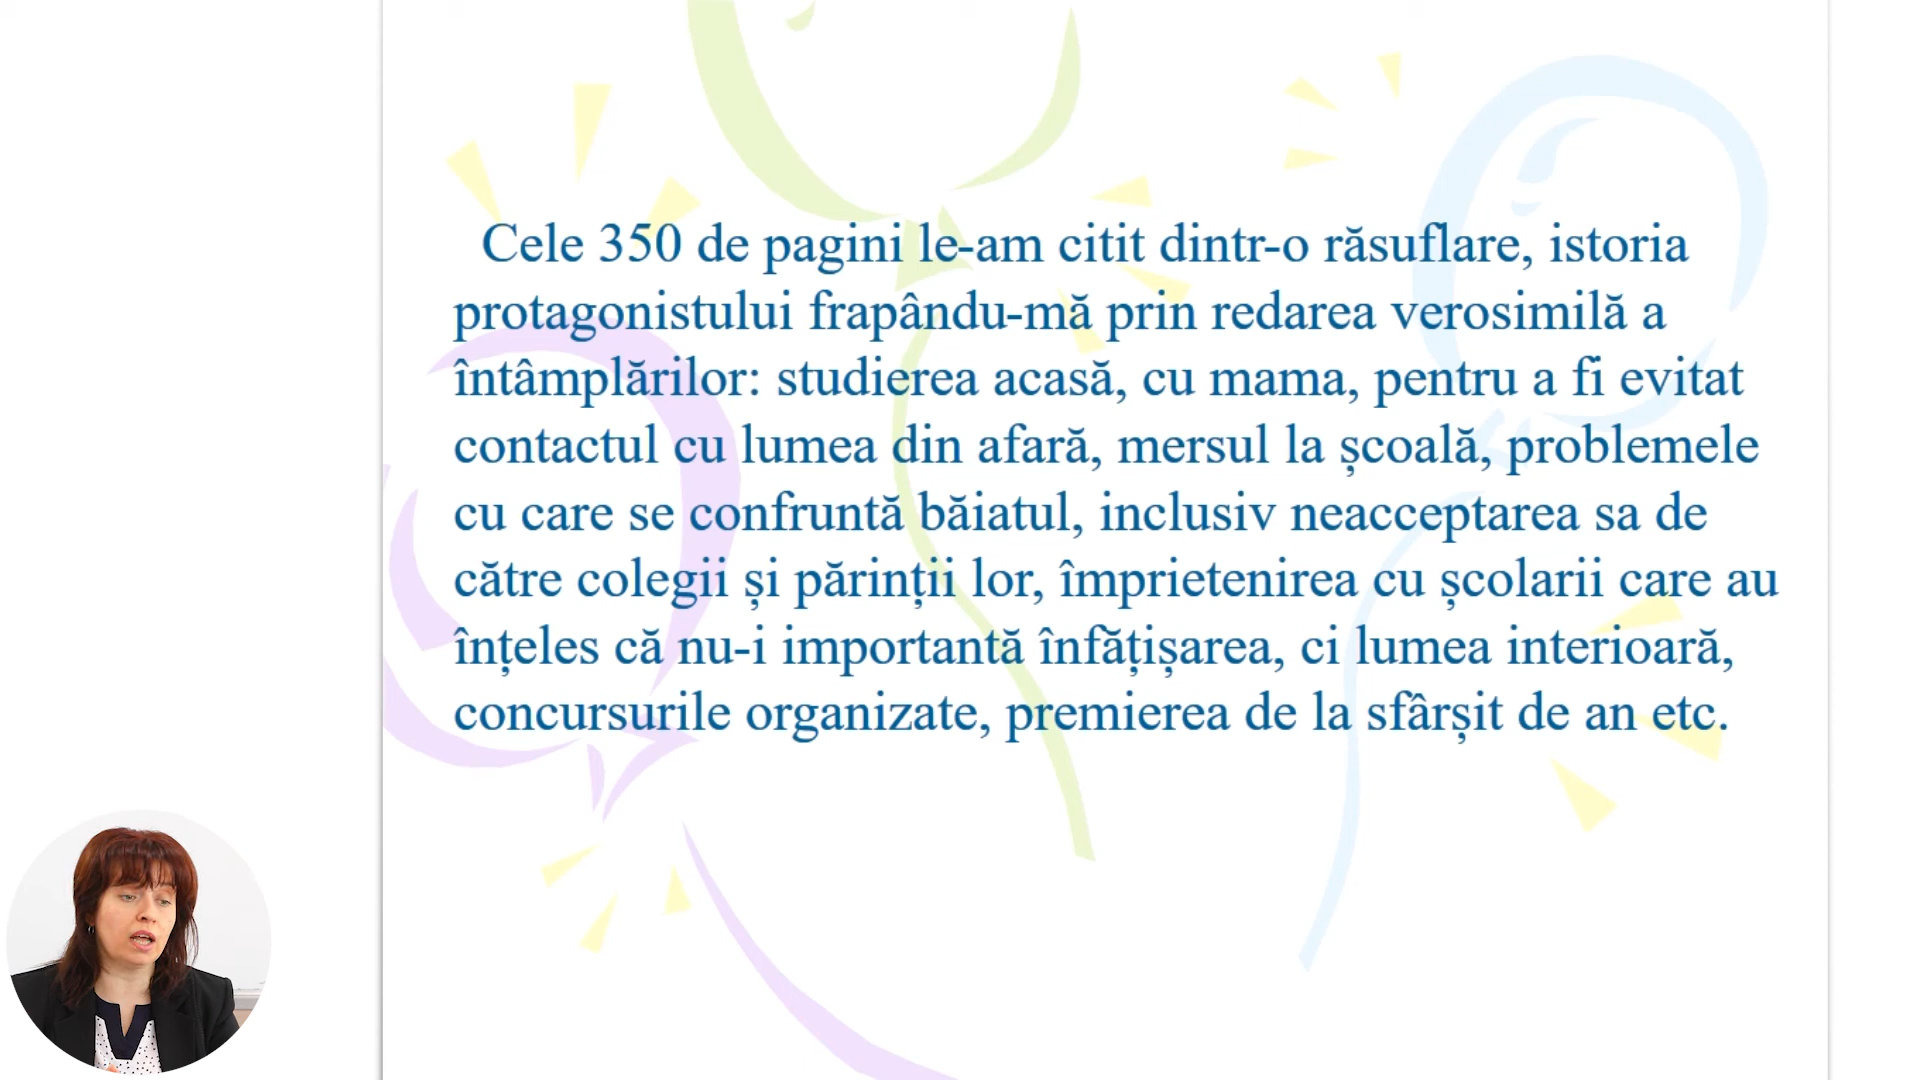 Cele 350 de pagini le-am citit dintr-o răsuflare, istoria
protagonistului frapându-mă prin redarea verosimilă a
întâmplărilor: studierea acasă, cu mama, pentru a fi evitat
contactul cu lumea din afară, mersul la școală, problemele
cu care se confruntă băiatul, inclusiv neacceptarea sa de
către colegii și părinții lor, împrietenirea cu școlarii care au
înțeles că nu-i importantă înfățișarea, ci lumea interioară,
concursurile organizate, premierea de la sfârșit de an etc.